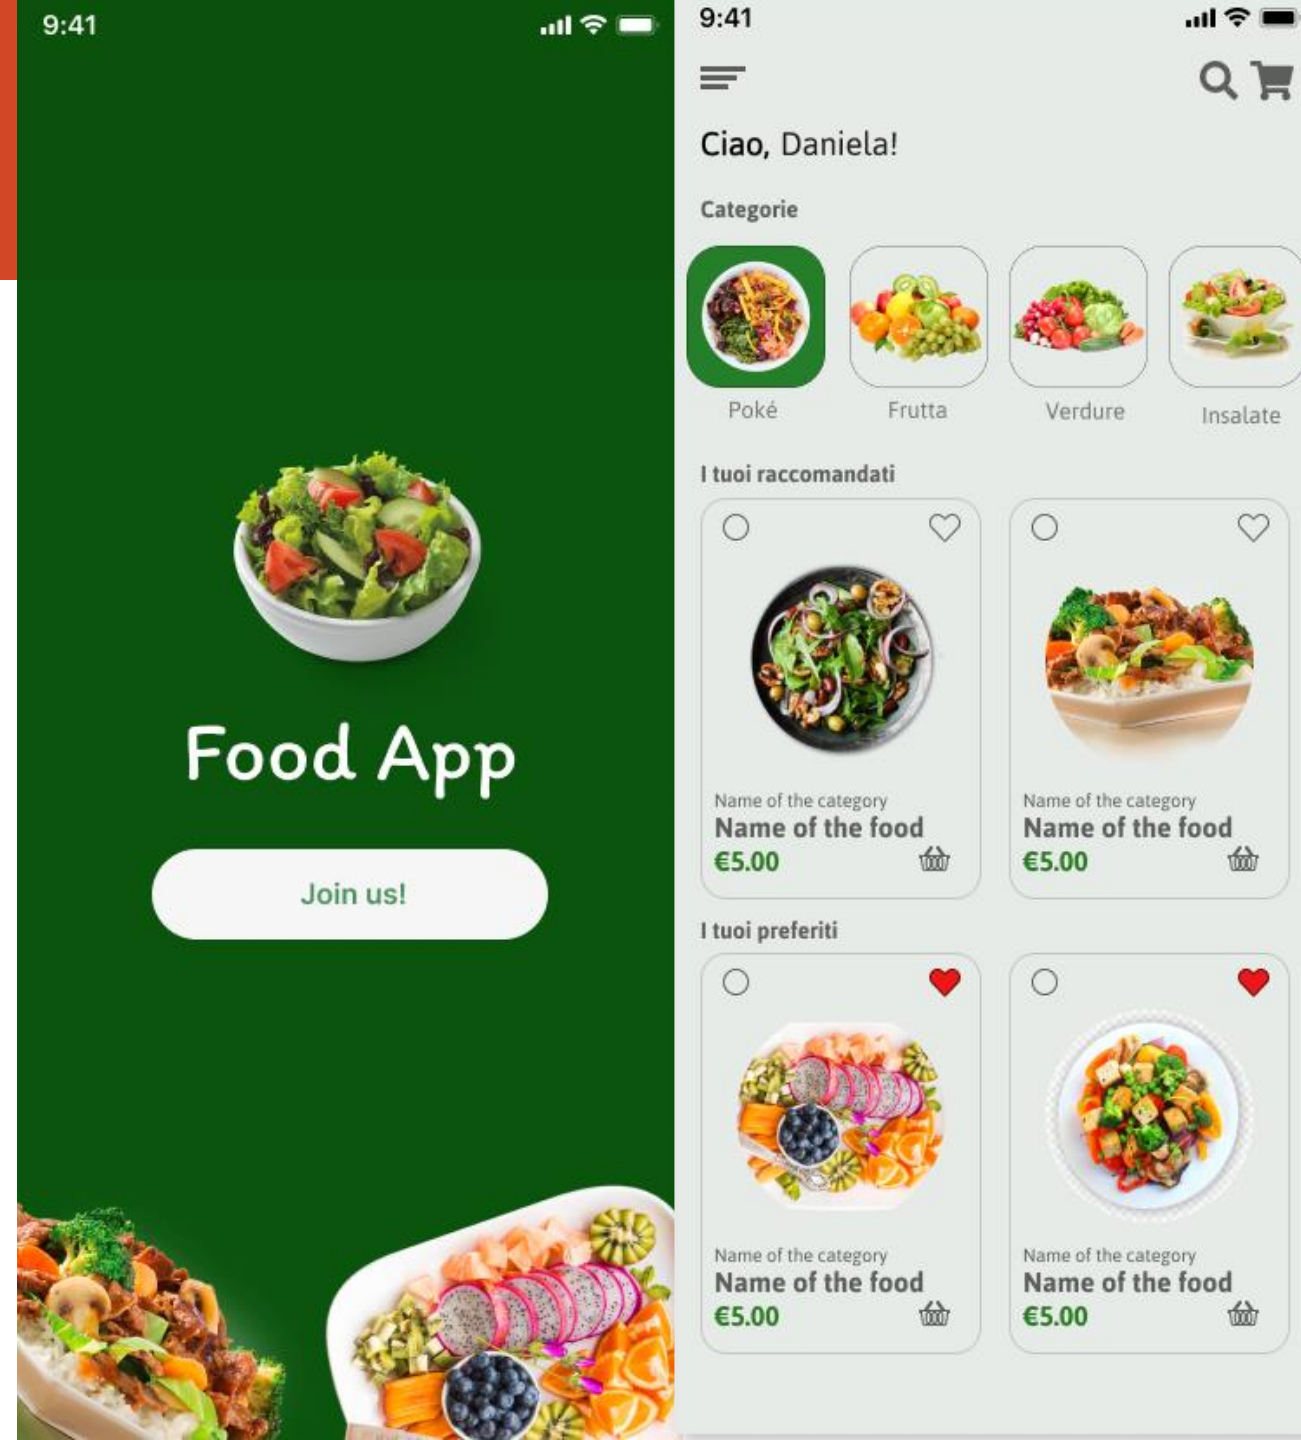 9:41
Food App
Join us!
9:41
Ciao, Daniela!
Categorie
Poké
Frutta
Verdure
Insalate
I tuoi raccomandati
Name of the category
Name of the food
€5.00
Name of the category
Name of the food
€5.00
I tuoi preferiti
Name of the category
Name of the food
€5.00
Name of the category
Name of the food
€5.00